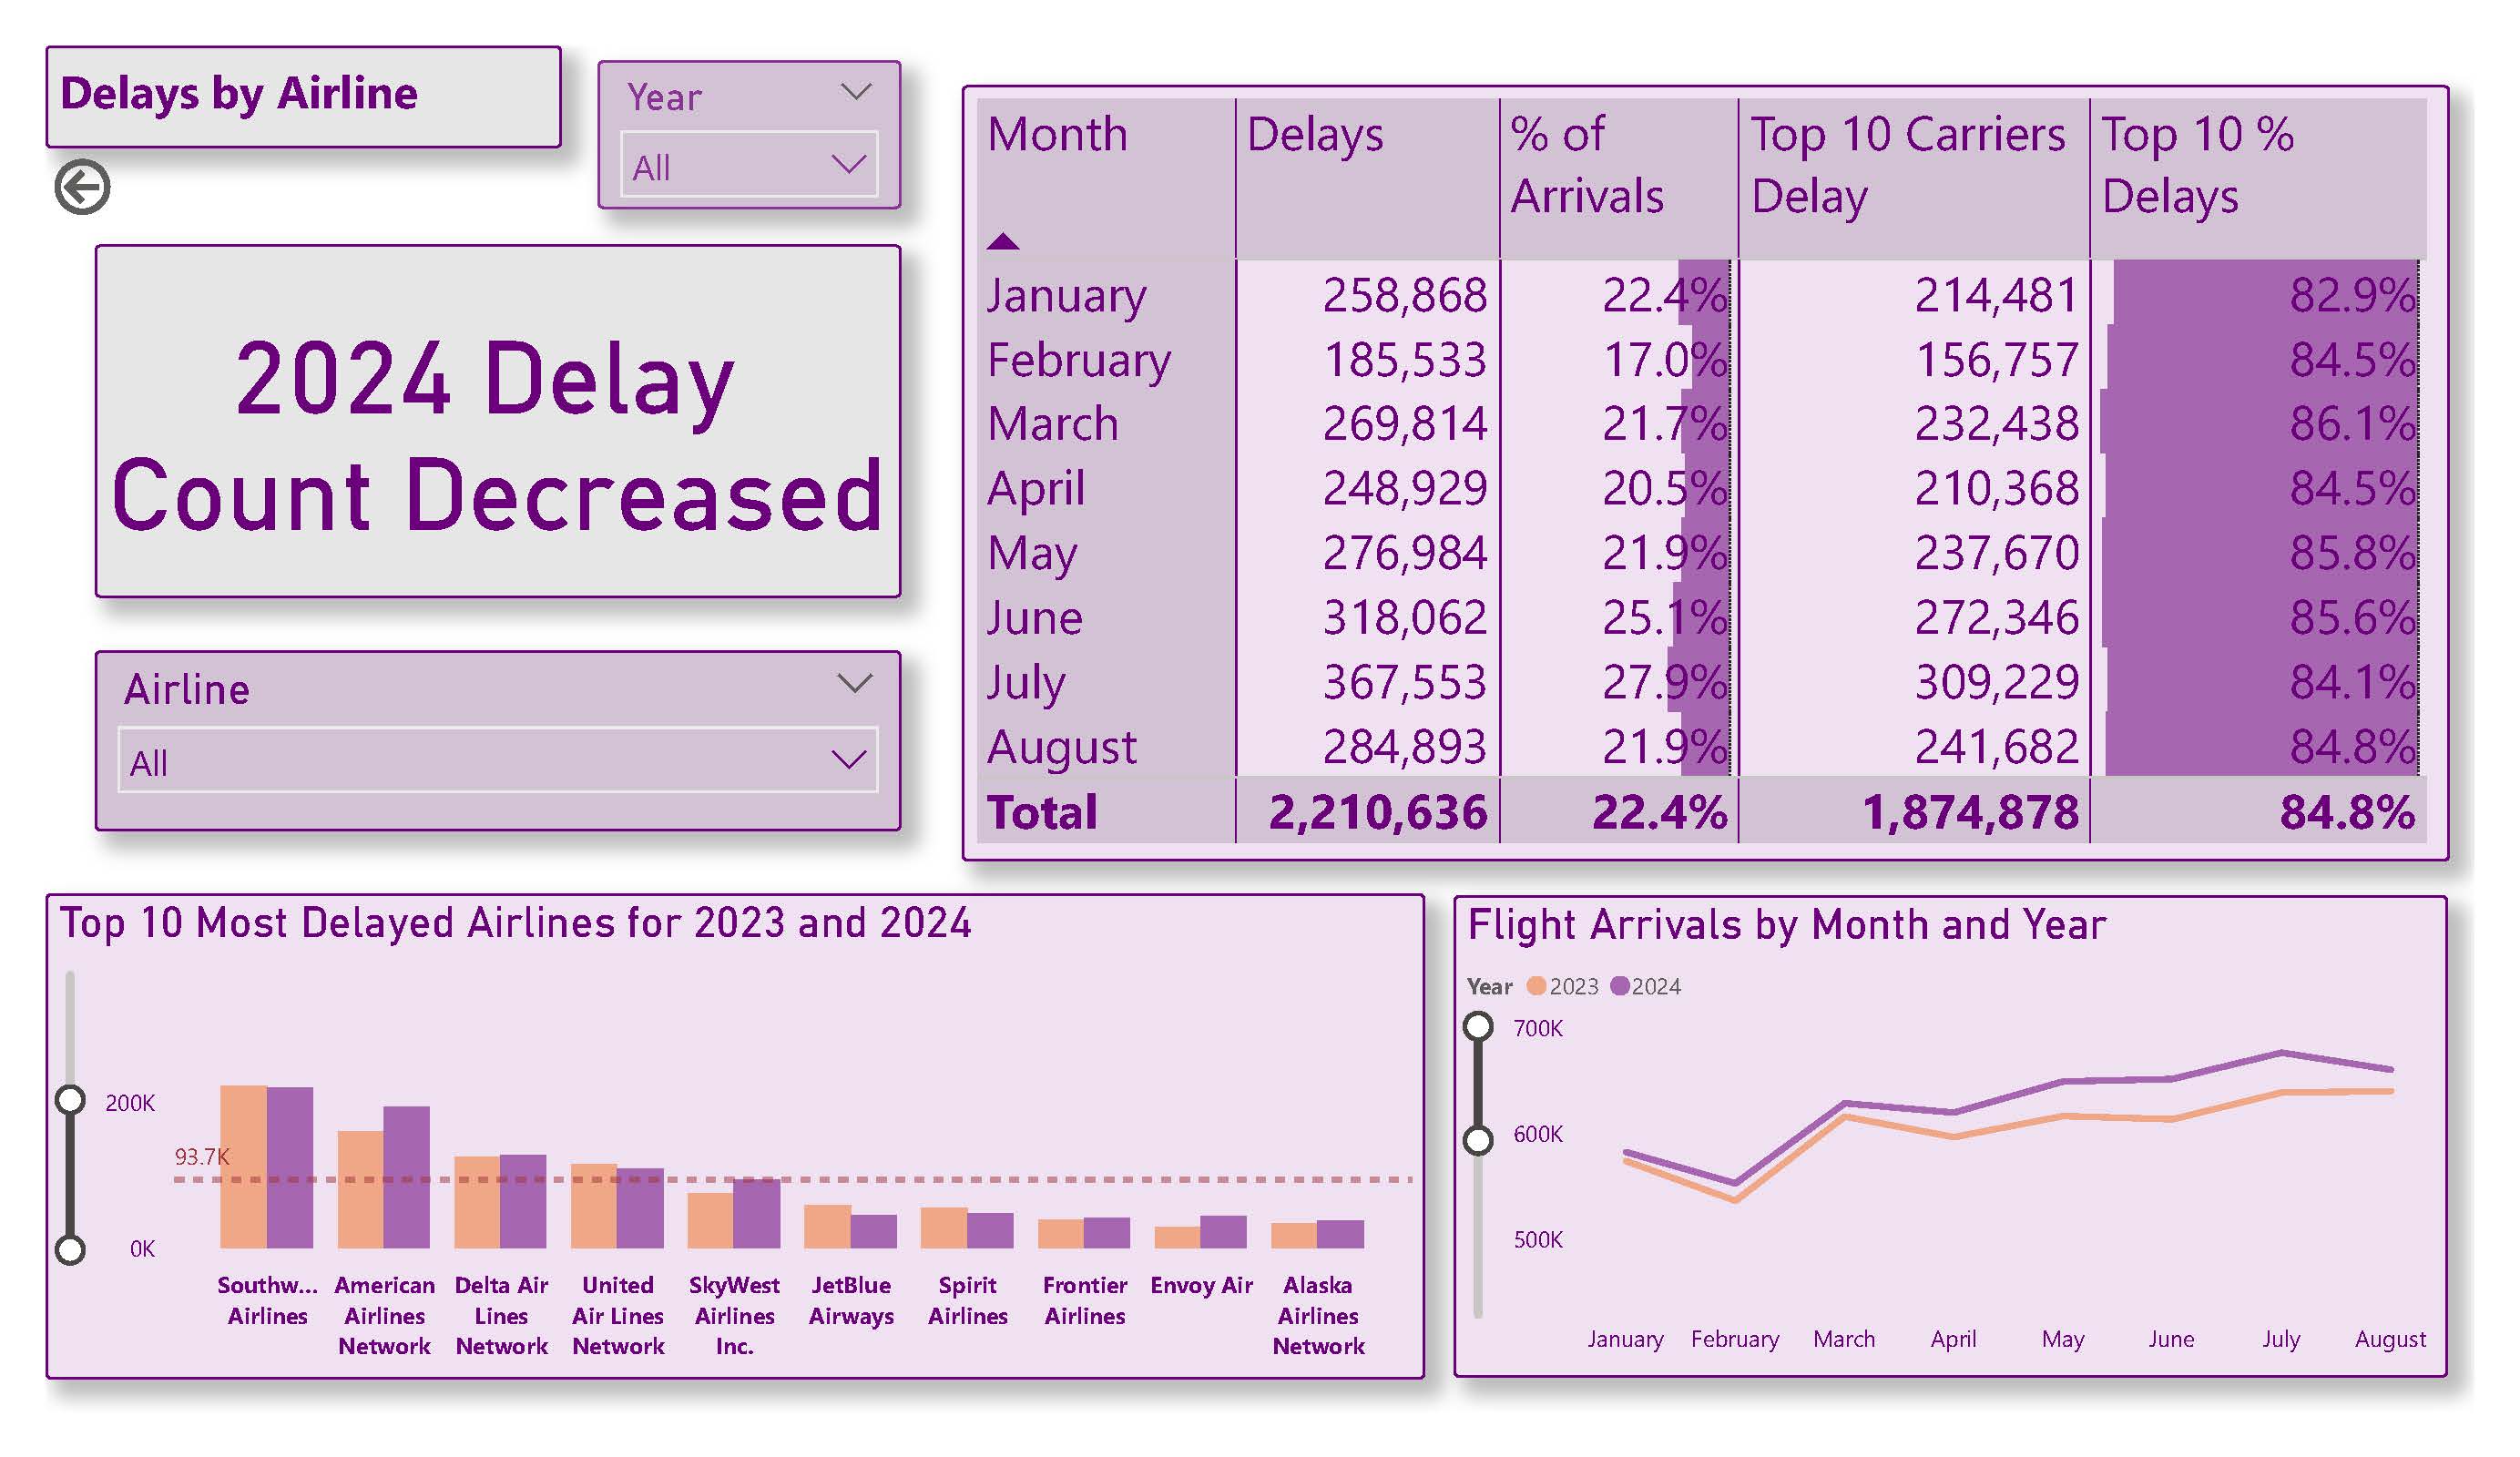 Delays by Airline
Year
All
2024 Delay
Count Decreased
Airline
All
Month Delays % of Arrivals Top 10 Carriers Delay Top 10 % Delays
January 258,868 22.4% 214,481 82.9%
February 185,533 17.0% 156,757 84.5%
March 269,814 21.7% 232,438 86.1%
April 248,929 20.5% 210,368 84.5%
May 276,984 21.9% 237,670 85.8%
June 318,062 25.1% 272,346 85.6%
July 367,553 27.9% 309,229 84.1%
August 284,893 21.9% 241,682 84.8%
Total 2,210,636 22.4% 1,874,878 84.8%
Top 10 Most Delayed Airlines for 2023 and 2024
200K
93.7K
0K
Southw... Airlines
American Airlines Network
Delta Air Lines Network
United Air Lines Network
SkyWest Airlines Inc.
JetBlue Airways
Spirit Airlines
Frontier Airlines
Envoy Air
Alaska Airlines Network
Flight Arrivals by Month and Year
Year 2023 2024
700K
600K
500K
January February March April May June July August